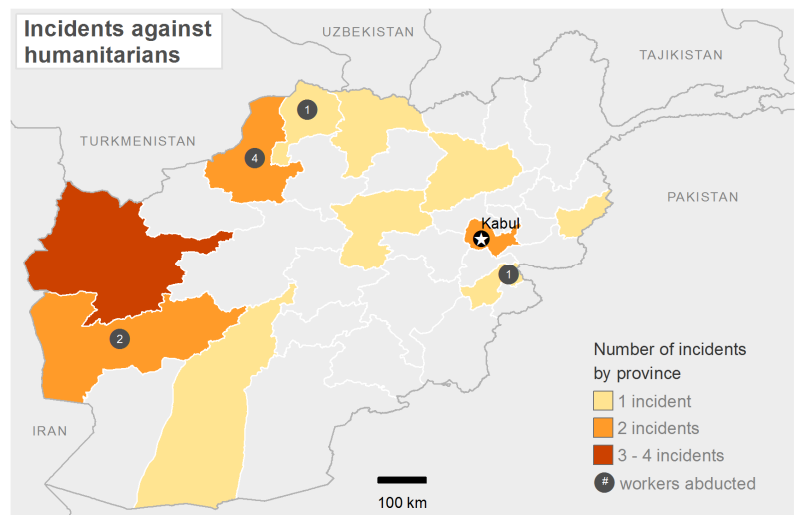 Incidents against
humanitarians
UZBEKISTAN
TAJIKISTAN
TURKMENISTAN
1
4
PAKISTAN
Kabul
1
2
IRAN
Number of incidents
by province
1 incident
2 incidents
3 - 4 incidents
# workers abducted
100 km